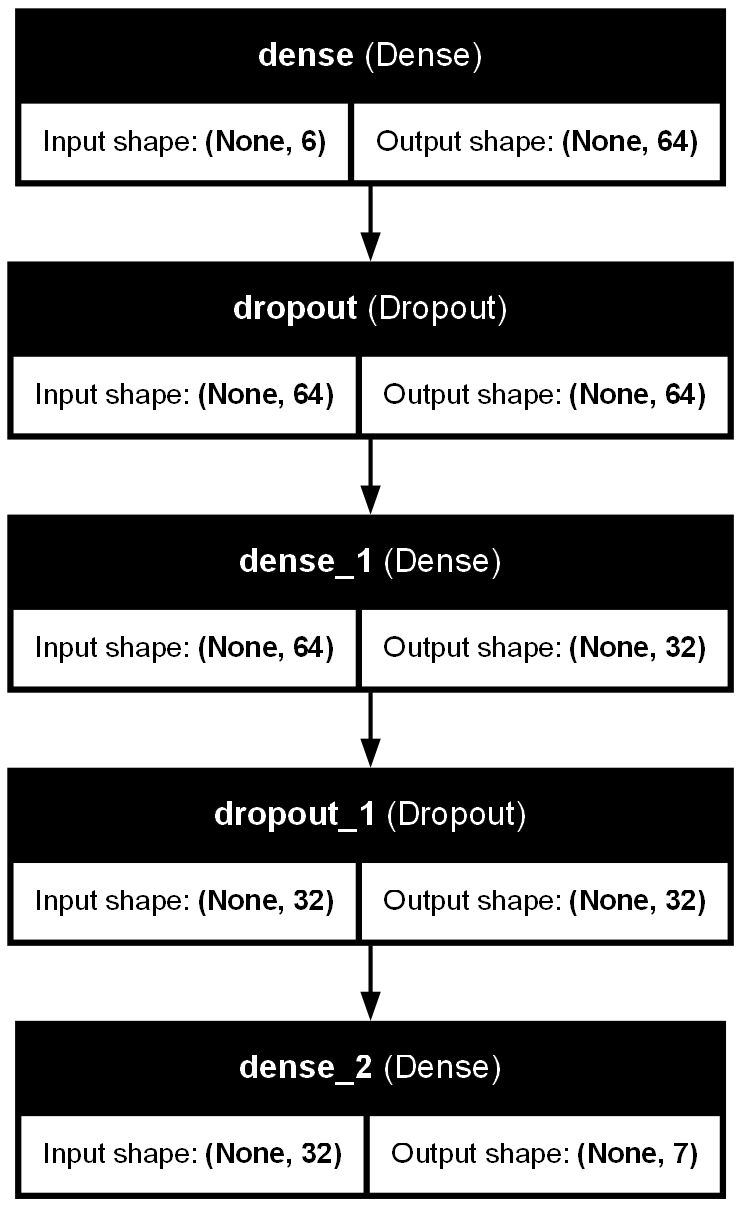 dense (Dense)
Input shape: (None, 6) Output shape: (None, 64)
dropout (Dropout)
Input shape: (None, 64) Output shape: (None, 64)
dense_1 (Dense)
Input shape: (None, 64) Output shape: (None, 32)
dropout_1 (Dropout)
Input shape: (None, 32) Output shape: (None, 32)
dense_2 (Dense)
Input shape: (None, 32) Output shape: (None, 7)